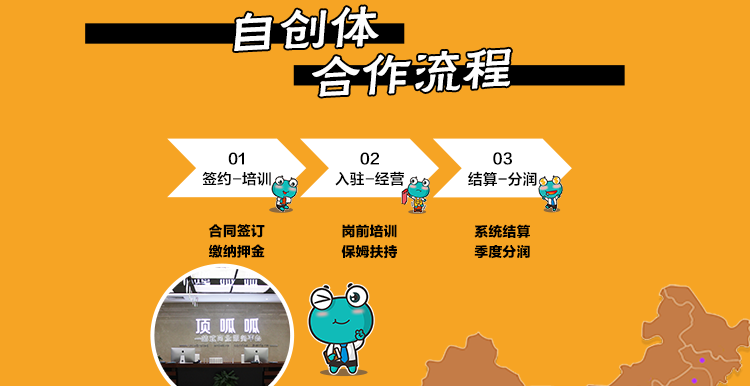 自创体
合作流程
01
签约-培训
02
入驻-经营
03
结算-分润
合同签订
缴纳押金
岗前培训
保姆扶持
系统结算
季度分润
顶呱呱